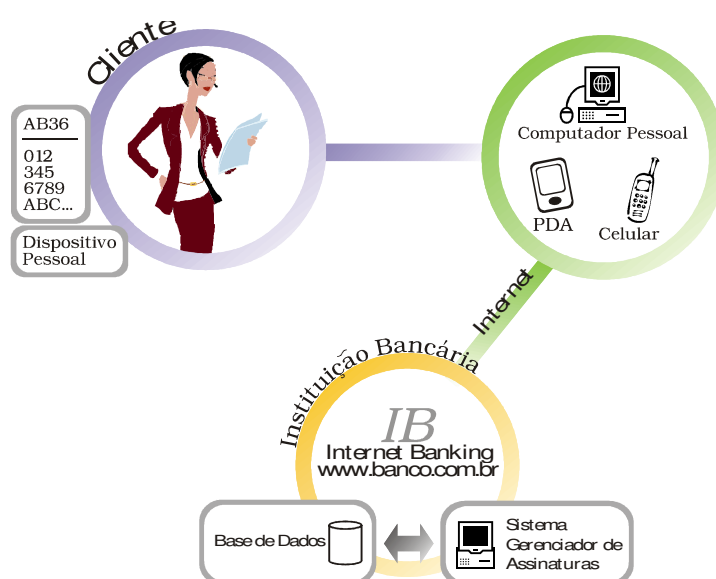 Cliente
AB36
012
345
6789
ABC...
Dispositivo
Pessoal
Computador Pessoal
PDA
Celular
Internet
Instituição Bancária
IB
Internet Banking
www.banco.com.br
Base de Dados
Sistema
Gerenciador de
Assinaturas